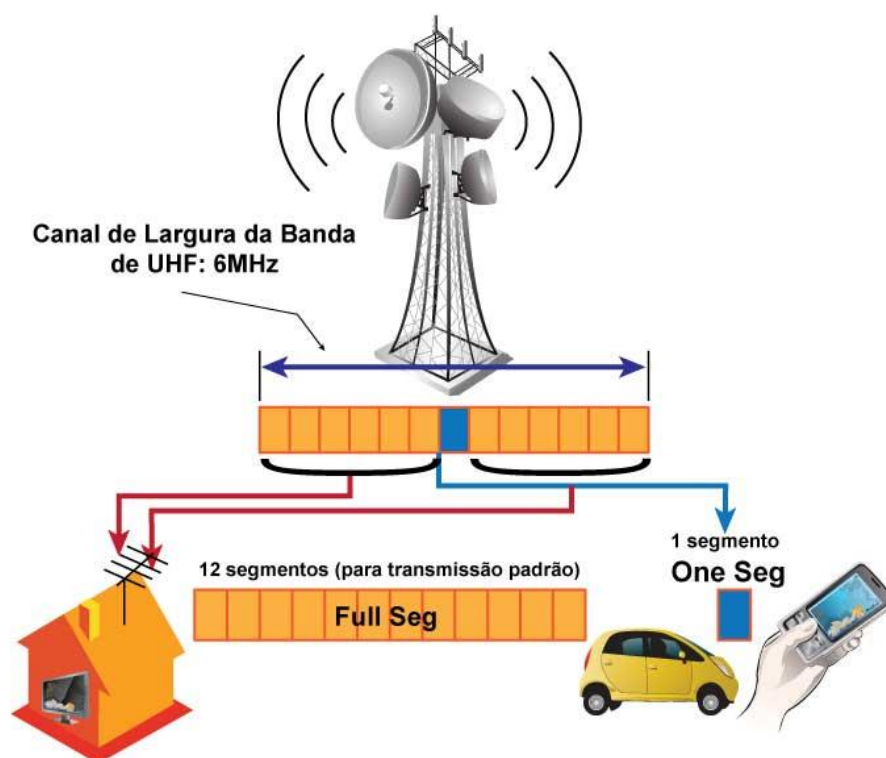 Canal de Largura da Banda
de UHF: 6MHz
12 segmentos (para transmissão padrão)
Full Seg
1 segmento
One Seg